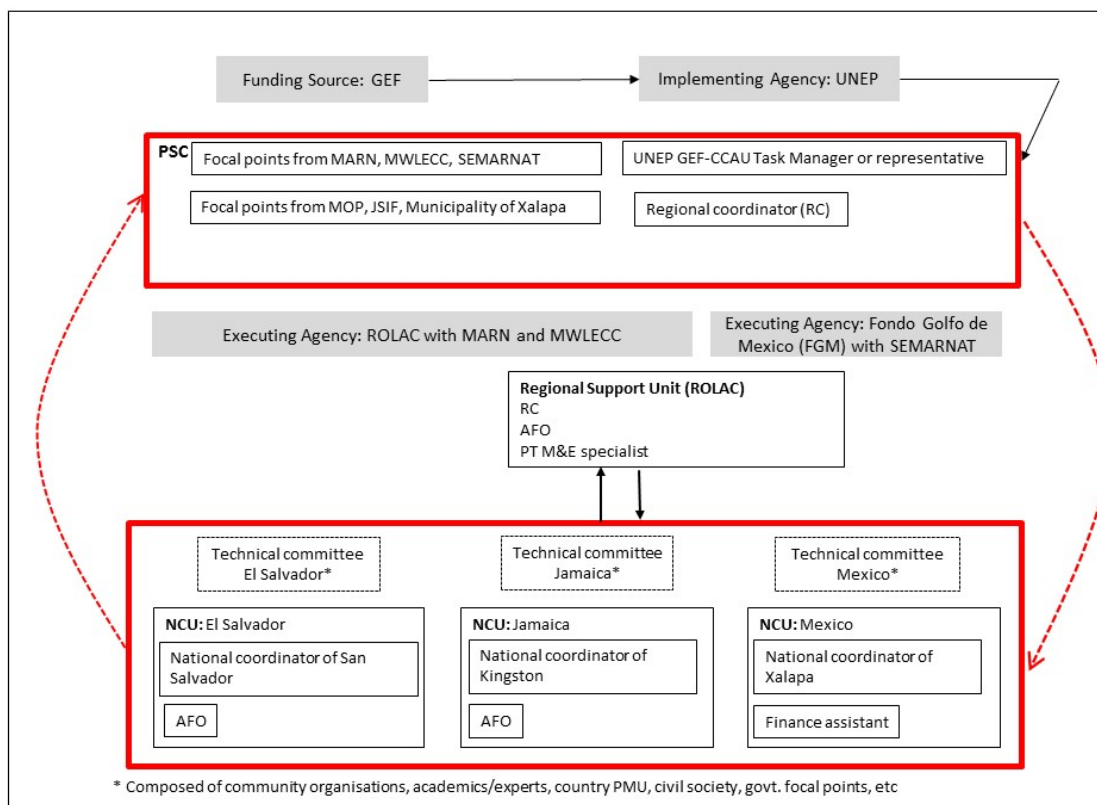 Funding Source: GEF
Implementing Agency: UNEP
PSC
Focal points from MARN, MWLECC, SEMARNAT
UNEP GEF-CCAU Task Manager or representative
Focal points from MOP, JSIF, Municipality of Xalapa
Regional coordinator (RC)
Executing Agency: ROLAC with MARN and MWLECC
Executing Agency: Fondo Golfo de
Mexico (FGM) with SEMARNAT
Regional Support Unit (ROLAC)
RC
AFO
PT M&E specialist
Technical committee
El Salvador*
Technical committee
Jamaica*
Technical committee
Mexico*
NCU: El Salvador
National coordinator of San
Salvador
AFO
NCU: Jamaica
National coordinator of
Kingston
AFO
NCU: Mexico
National coordinator of
Xalapa
Finance assistant
* Composed of community organisations, academics/experts, country PMU, civil society, govt. focal points, etc